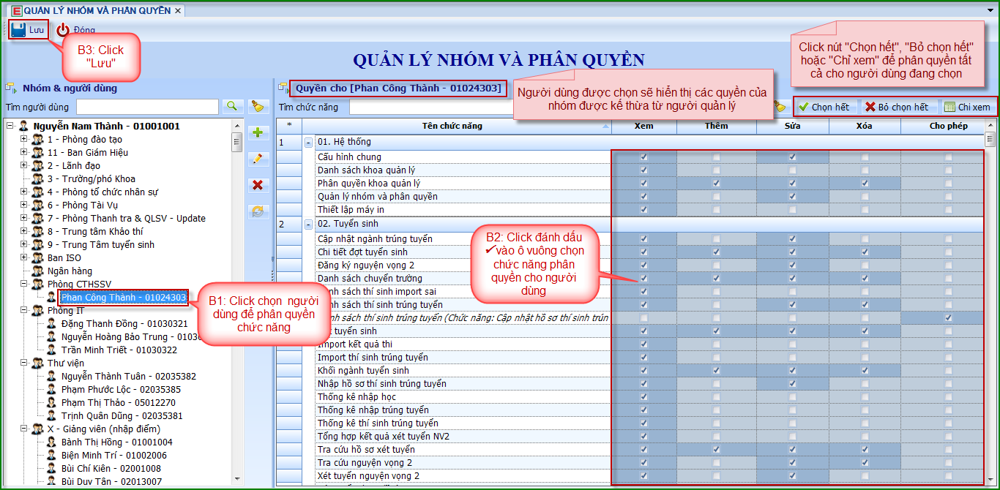 QUẢN LÝ NHÓM VÀ PHÂN QUYỀN
Lưu
Đóng
B3: Click
"Lưu"
QUẢN LÝ NHÓM VÀ PHÂN QUYỀN
Click nút "Chọn hết", "Bỏ chọn hết"
hoặc "Chỉ xem" để phân quyền tất
cả cho người dùng đang chọn
Nhóm & người dùng
Tìm người dùng
Quyền cho [Phan Công Thành - 01024303]
Tìm chức năng
Người dùng được chọn sẽ hiển thị các quyền của
nhóm được kế thừa từ người quản lý
Chọn hết
Bỏ chọn hết
Chỉ xem
Nguyễn Nam Thành - 01001001
1 - Phòng đào tạo
11 - Ban Giám Hiệu
2 - Lãnh đạo
3 - Trường/phó Khoa
4 - Phòng tổ chức nhân sự
6 - Phòng Tài Vụ
7 - Phòng Thanh tra & QLSV - Update
8 - Trung tâm Khảo thí
9 - Trung Tâm tuyển sinh
Ban ISO
Ngân hàng
Phòng CTHSSV
Phan Công Thành - 01024303
Phòng IT
Đặng Thanh Đồng - 01030321
Nguyễn Hoàng Bảo Trung - 0103
Trần Minh Triết - 01030322
Thư viện
Nguyễn Thành Tuân - 02035382
Phạm Phước Lộc - 02035385
Phạm Thị Thảo - 05012270
Trịnh Quân Dũng - 02035381
X - Giảng viên (nhập điểm)
Bành Thị Hồng - 01001004
Biện Minh Trí - 01002006
Bùi Chí Kiên - 02001008
Bùi Duy Tân - 02013007
B1: Click chọn người
dùng để phân quyền
chức năng
* Tên chức năng Xem Thêm Sửa Xóa Cho phép
1 01. Hệ thống
Cấu hình chung
Danh sách khoa quản lý
Phân quyền khoa quản lý
Quản lý nhóm và phân quyền
Thiết lập máy in
2 02. Tuyển sinh
Cập nhật ngành trúng tuyển
Chi tiết đợt tuyển sinh
Đăng ký nguyện vọng 2
Danh sách chuyển trường
nh sách thí sinh import sai
nh sách thí sinh trúng tuyển
nh sách thí sinh trúng tuyển (Chức năng: Cập nhật hồ sơ thí sinh trún
tuyển sinh
Import kết quả thi
Import thí sinh trúng tuyển
Khối ngành tuyển sinh
Nhập hồ sơ thí sinh trúng tuyển
Thống kê nhập học
Thống kê nhập trúng tuyển
Thống kê thí sinh trúng tuyển
Tổng hợp kết quả xét tuyển NV2
Tra cứu hồ sơ xét tuyển
Tra cứu nguyện vọng 2
Xét tuyển nguyện vọng 2
B2: Click đánh dấu
✓vào ô vuông chọn
chức năng phân
quyền cho người
dùng